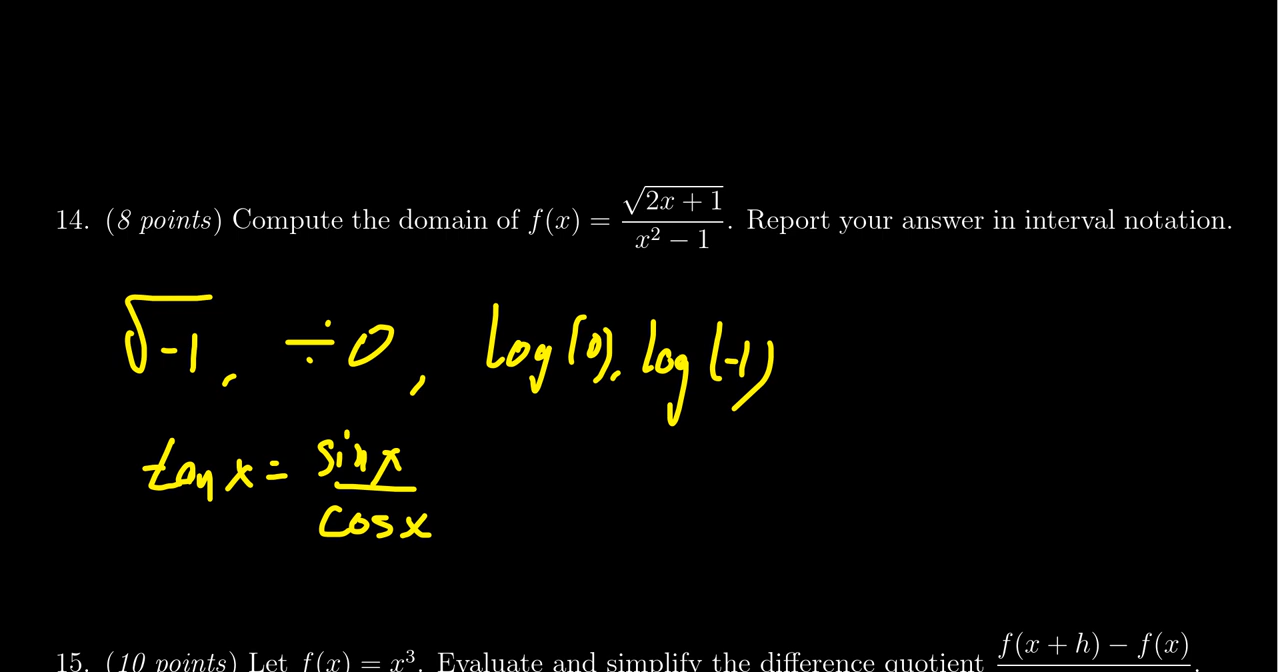 14. (8 points) Compute the domain of f(x) = √(2x + 1) / (x² − 1). Report your answer in interval notation.
√-1, ÷0, log(0), log(-1)
tan x = sin x / cos x
15. (10 points) Let f(x) = x³. Evaluate and simplify the difference quotient f(x + h) − f(x)